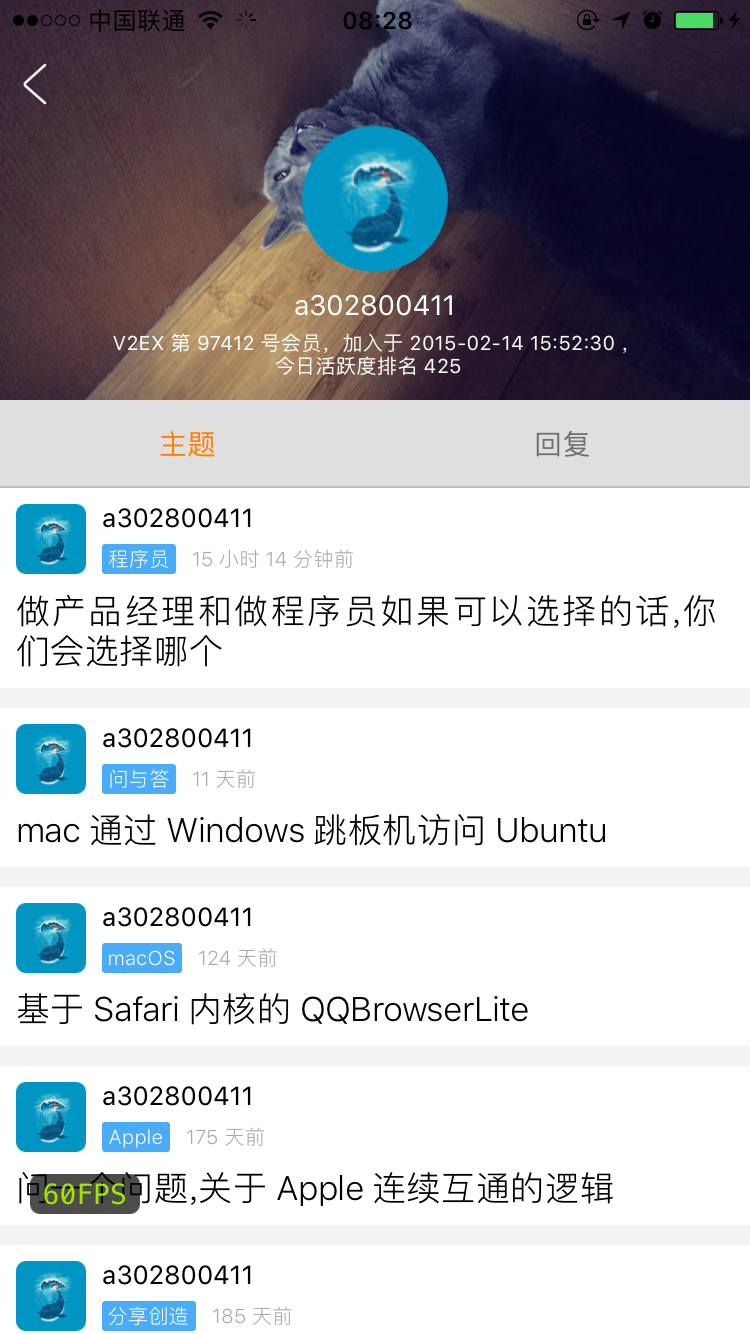 中国联通
08:28
a302800411
V2EX 第 97412 号会员，加入于 2015-02-14 15:52:30 ，
今日活跃度排名 425
主题
回复
a302800411
程序员 15 小时 14 分钟前
做产品经理和做程序员如果可以选择的话,你
们会选择哪个
a302800411
问与答 11 天前
mac 通过 Windows 跳板机访问 Ubuntu
a302800411
macOS 124 天前
基于 Safari 内核的 QQBrowserLite
a302800411
Apple 175 天前
问一个问题,关于 Apple 连续互通的逻辑
60FPS
a302800411
分享创造 185 天前